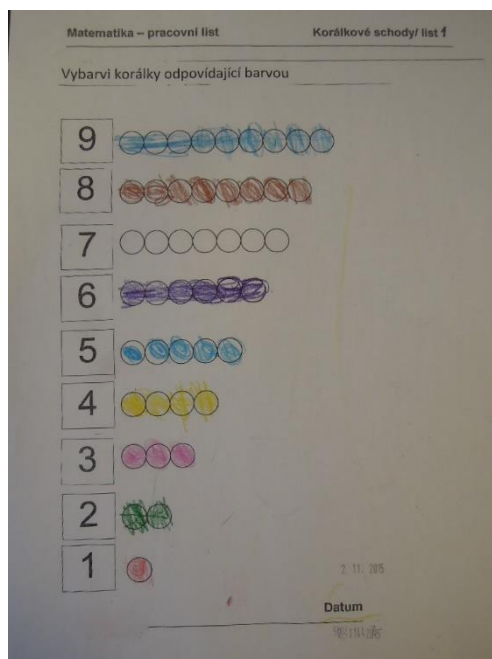 Matematika – pracovní list Korálkové schody/ list 1
Vybarvi korálky odpovídající barvou
9
8
7
6
5
4
3
2
1
2. 11. 2015
Datum